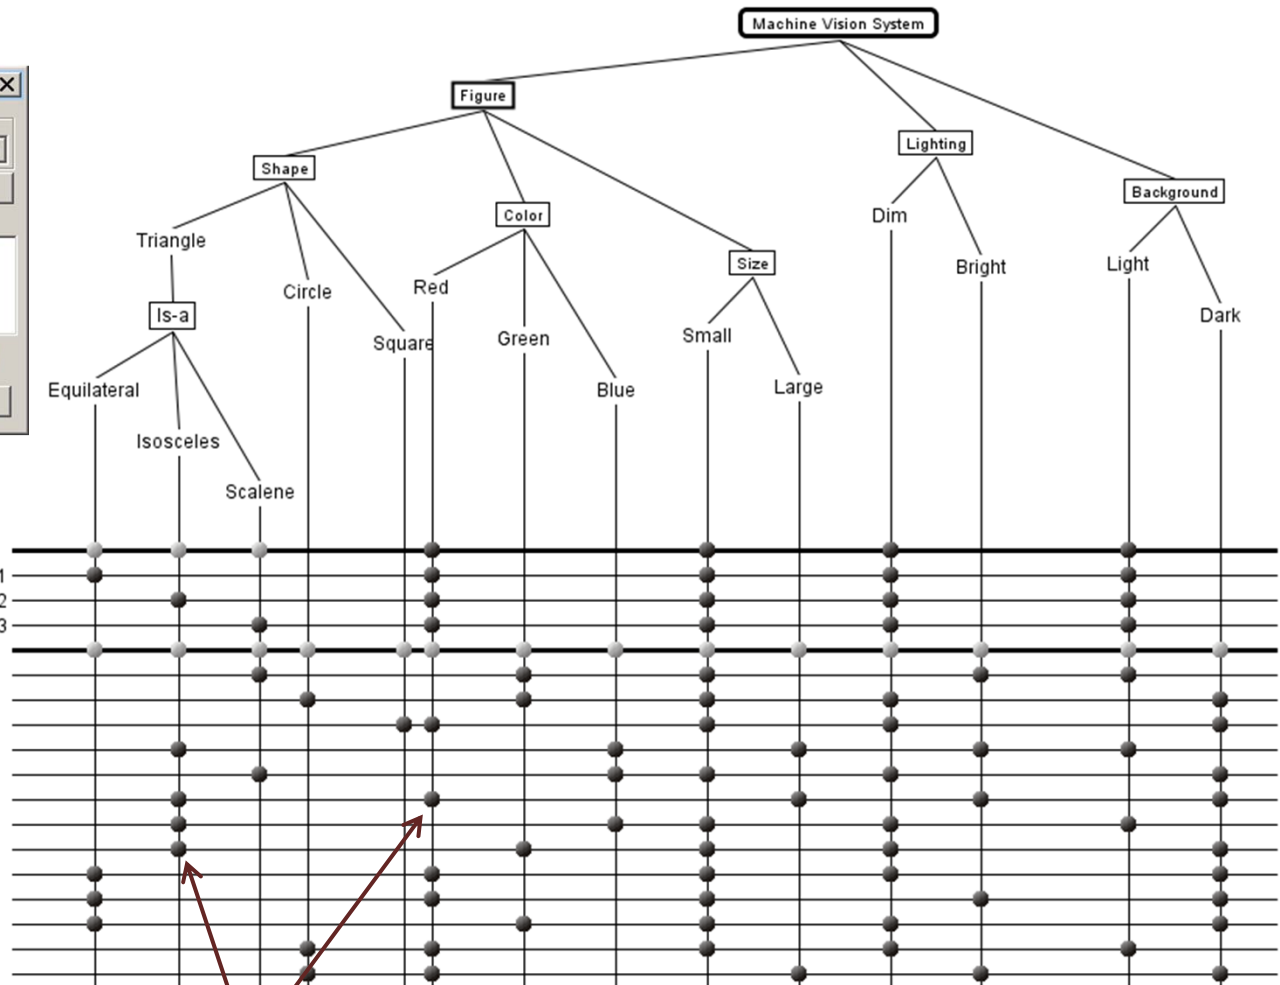 Machine Vision System
Figure
Lighting
Shape
Background
Dim
Color
Triangle
Size
Light
Bright
Red
Circle
Is-a
Dark
Small
Green
Square
Large
Blue
Equilateral
Isosceles
Scalene
1
2
3